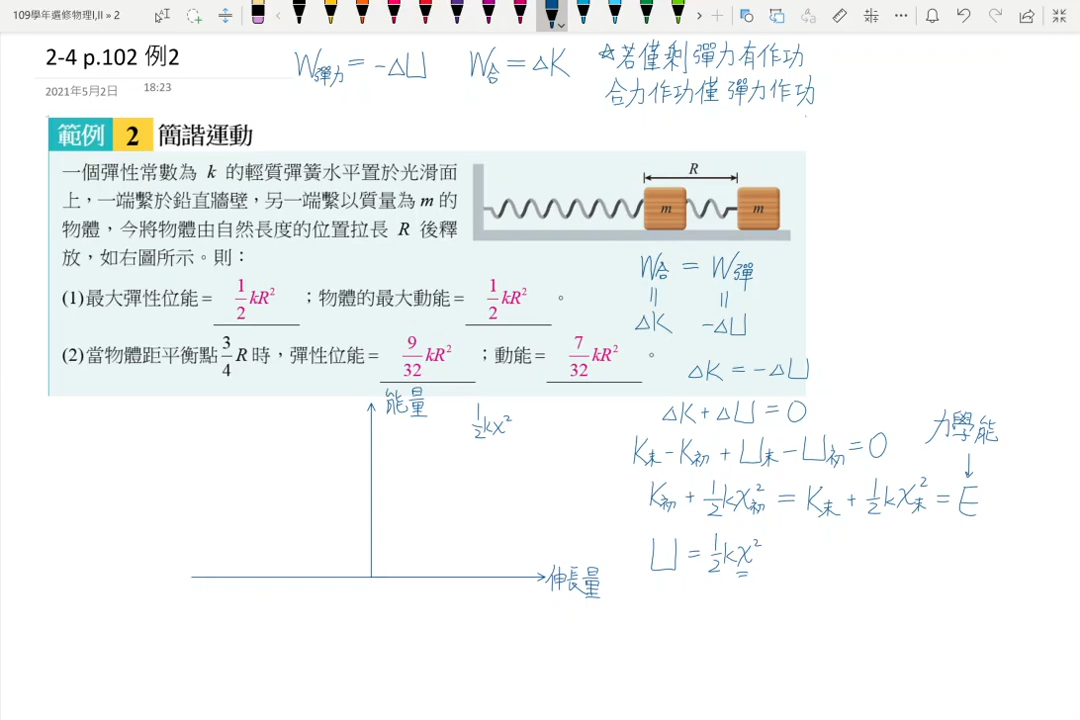 109學年選修物理I,II » 2
2-4 p.102 例2
2021年5月2日 18:23
W彈力 = -ΔU W合 = ΔK ☆若僅剩彈力有作功
合力作功僅彈力作功
範例 2 簡諧運動
一個彈性常數為 k 的輕質彈簧水平置於光滑面
上，一端繫於鉛直牆壁，另一端繫以質量為 m 的
物體，今將物體由自然長度的位置拉長 R 後釋
放，如右圖所示。則：
R
m m
(1)最大彈性位能 = 1/2 kR² ；物體的最大動能 = 1/2 kR² 。
(2)當物體距平衡點 3/4 R 時，彈性位能 = 9/32 kR² ；動能 = 7/32 kR² 。
W合 = W彈
॥ ॥
ΔK -ΔU
ΔK = -ΔU
ΔK + ΔU = 0
K末 - K初 + U末 - U初 = 0
力學能
↓
K初 + 1/2 kx初² = K末 + 1/2 kx末² = E
U = 1/2 kx²
能量
1/2 kx²
伸長量